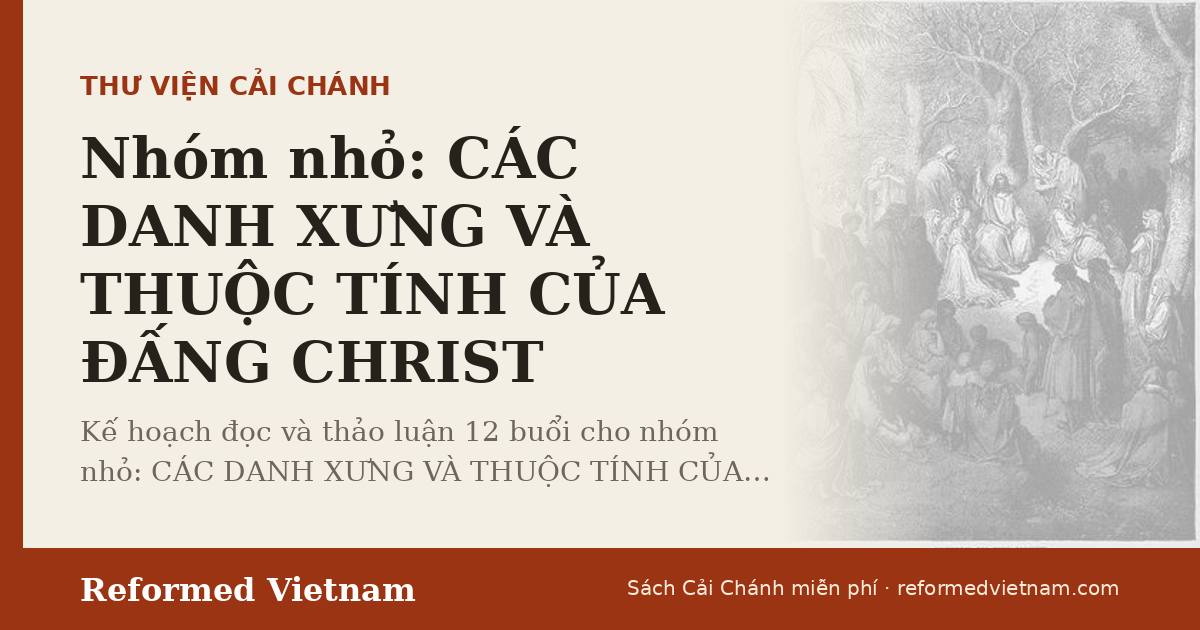 THƯ VIỆN CẢI CHÁNH
Nhóm nhỏ: CÁC
DANH XƯNG VÀ
THUỘC TÍNH CỦA
ĐẤNG CHRIST
Kế hoạch đọc và thảo luận 12 buổi cho nhóm
nhỏ: CÁC DANH XƯNG VÀ THUỘC TÍNH CỦA...
Reformed Vietnam
Sách Cải Chánh miễn phí · reformedvietnam.com